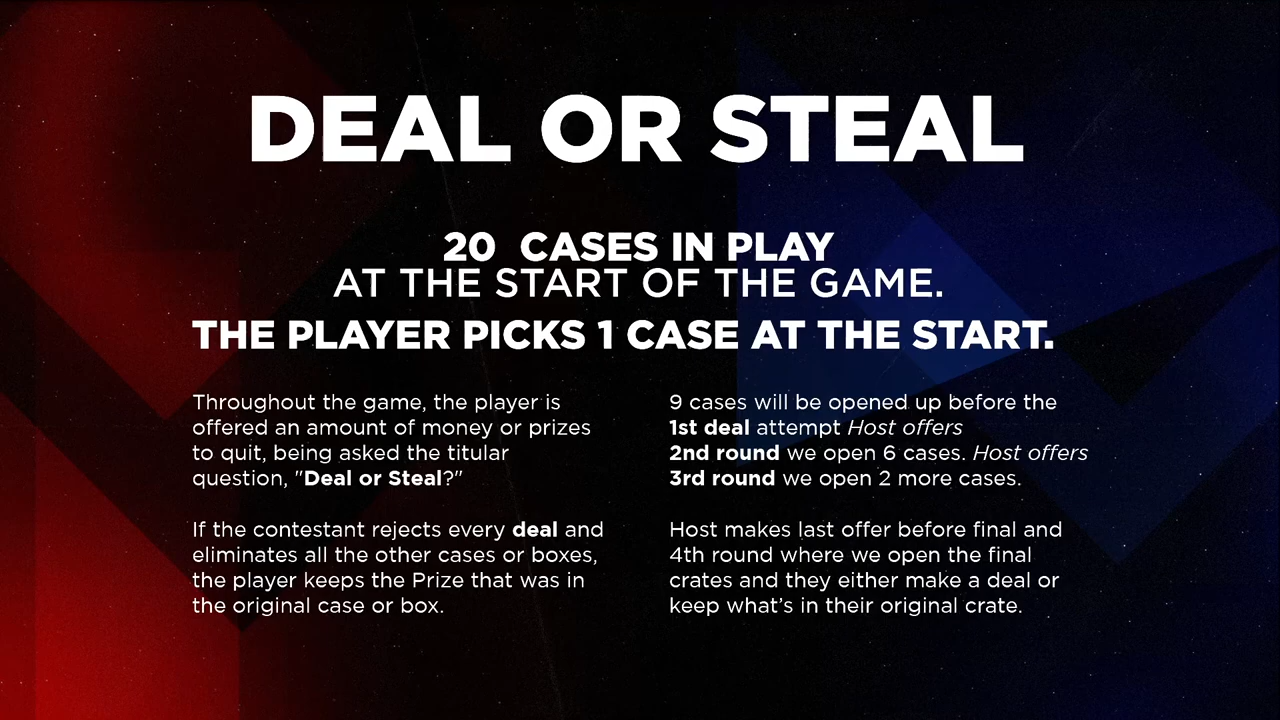 DEAL OR STEAL
20 CASES IN PLAY
AT THE START OF THE GAME.
THE PLAYER PICKS 1 CASE AT THE START.
Throughout the game, the player is
offered an amount of money or prizes
to quit, being asked the titular
question, "Deal or Steal?"
If the contestant rejects every deal and
eliminates all the other cases or boxes,
the player keeps the Prize that was in
the original case or box.
9 cases will be opened up before the
1st deal attempt Host offers
2nd round we open 6 cases. Host offers
3rd round we open 2 more cases.
Host makes last offer before final and
4th round where we open the final
crates and they either make a deal or
keep what's in their original crate.